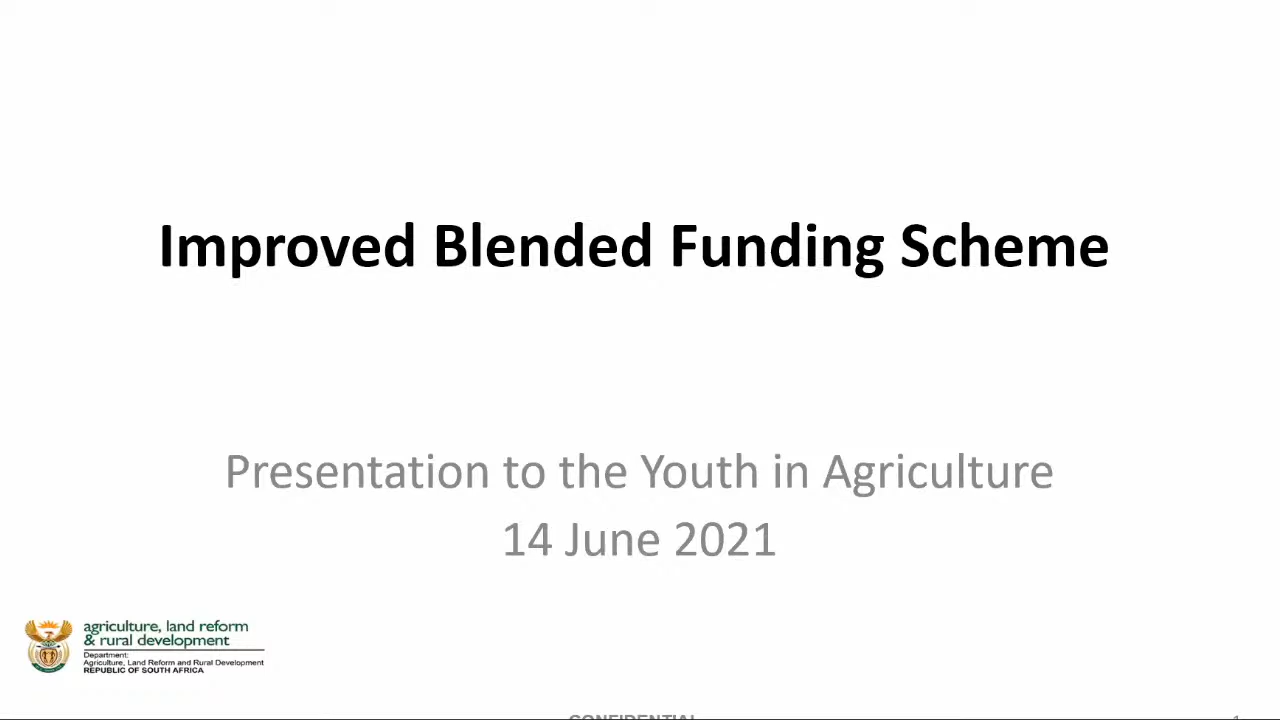 Improved Blended Funding Scheme
Presentation to the Youth in Agriculture
14 June 2021
agriculture, land reform
& rural development
Department:
Agriculture, Land Reform and Rural Development
REPUBLIC OF SOUTH AFRICA
CONFIDENTIAL